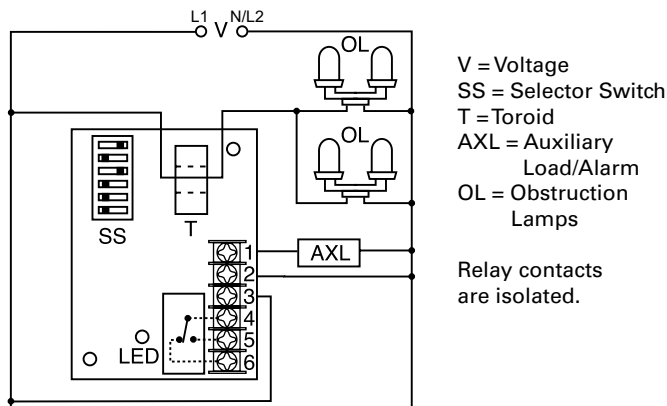 L1 V N/L2
OL
OL
SS
T
1
AXL
2
3
4
5
6
LED
V = Voltage
SS = Selector Switch
T = Toroid
AXL = Auxiliary
Load/Alarm
OL = Obstruction
Lamps
Relay contacts
are isolated.